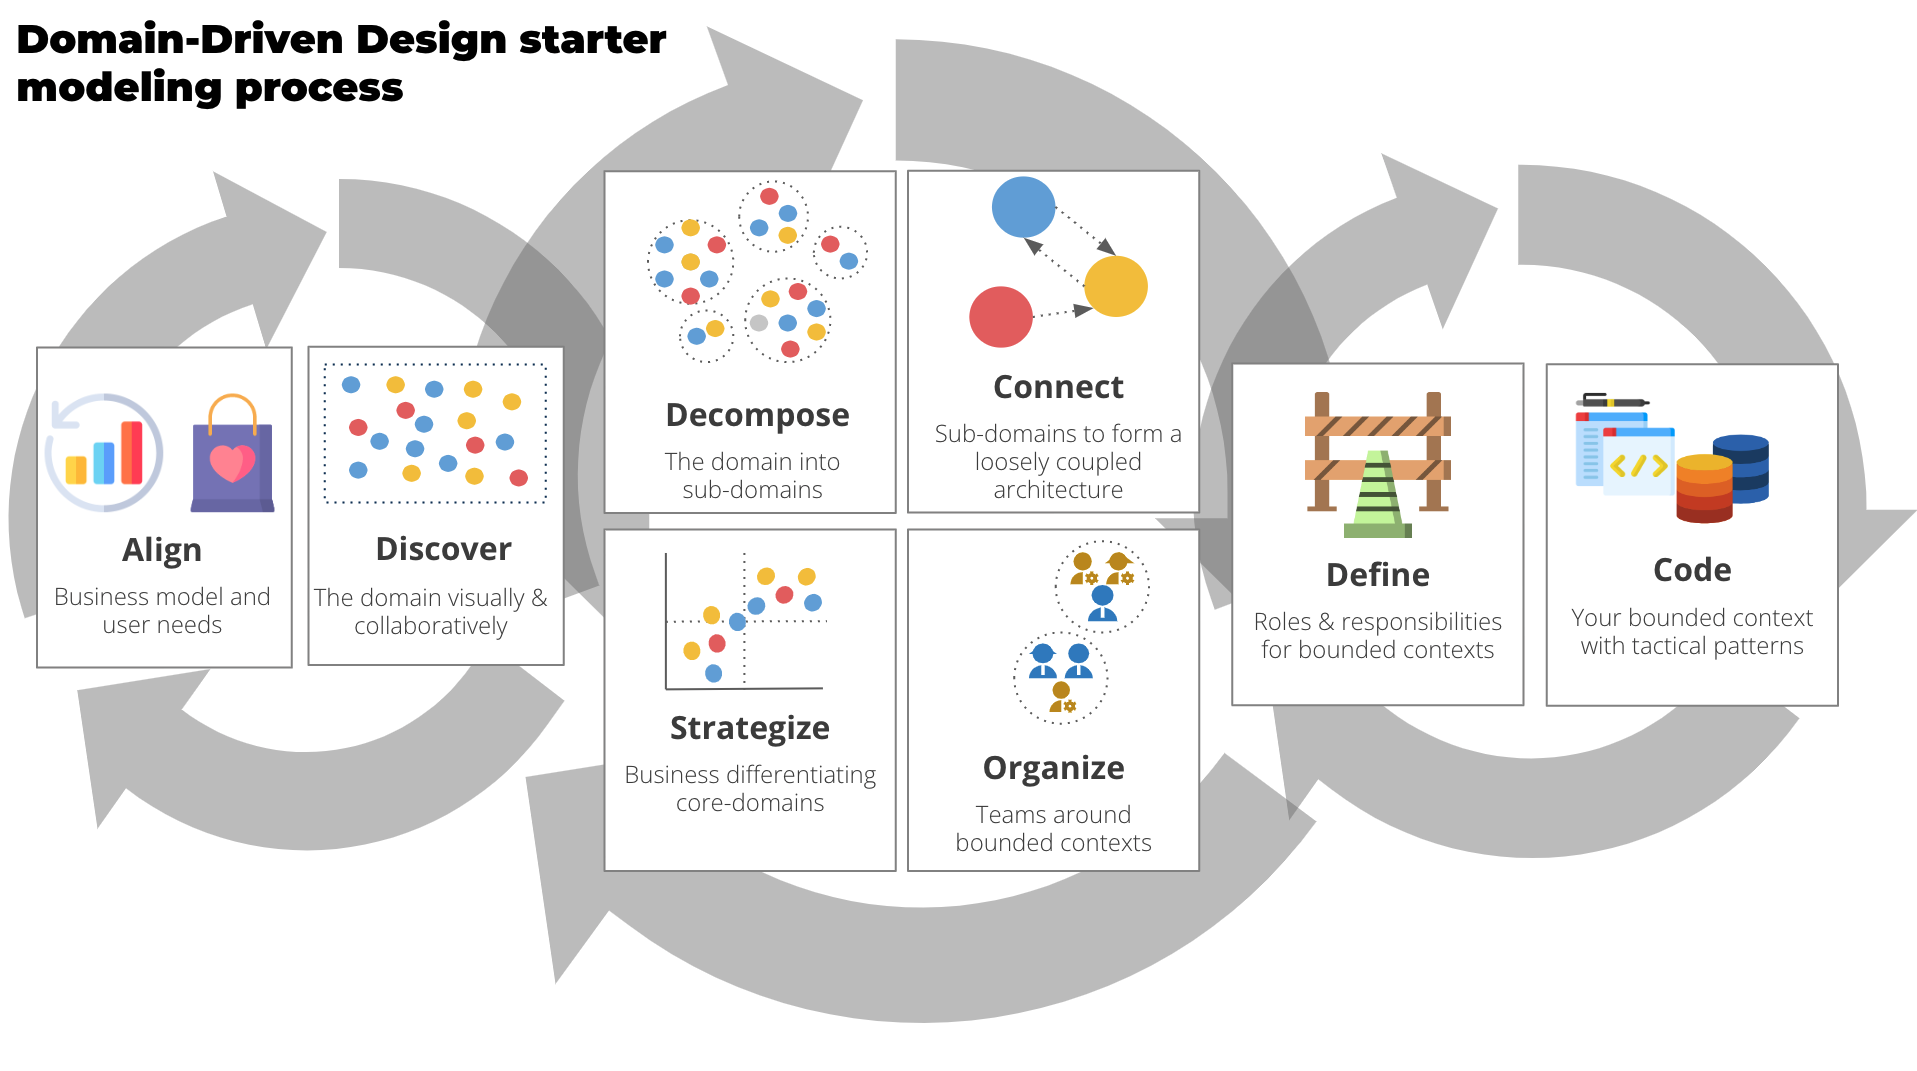 Domain-Driven Design starter
modeling process
Align
Business model and
user needs
Discover
The domain visually &
collaboratively
Decompose
The domain into
sub-domains
Connect
Sub-domains to form a
loosely coupled
architecture
Strategize
Business differentiating
core-domains
Organize
Teams around
bounded contexts
Define
Roles & responsibilities
for bounded contexts
</>
Code
Your bounded context
with tactical patterns